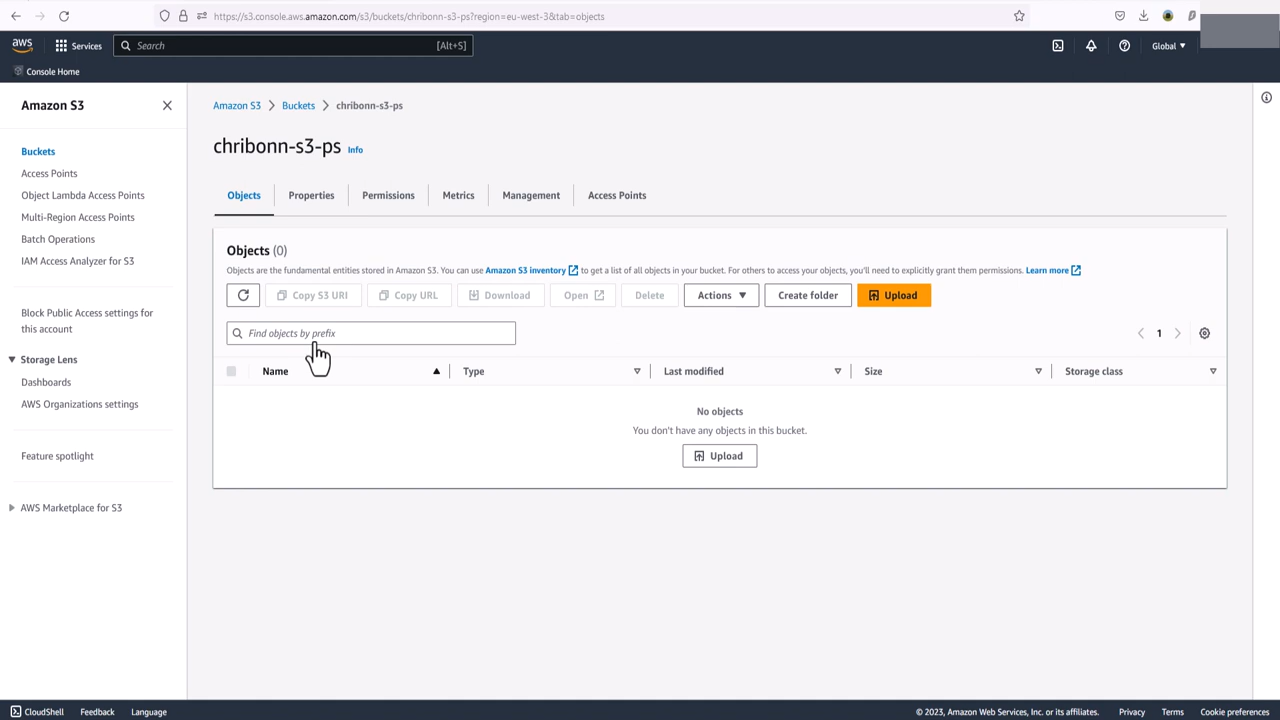 https://s3.console.aws.amazon.com/s3/buckets/chribonn-s3-ps?region=eu-west-3&tab=objects
aws Services Search [Alt+S] Global
Console Home
Amazon S3
Buckets
Access Points
Object Lambda Access Points
Multi-Region Access Points
Batch Operations
IAM Access Analyzer for S3
Block Public Access settings for
this account
Storage Lens
Dashboards
AWS Organizations settings
Feature spotlight
AWS Marketplace for S3
Amazon S3 Buckets chribonn-s3-ps
chribonn-s3-ps Info
Objects Properties Permissions Metrics Management Access Points
Objects (0)
Objects are the fundamental entities stored in Amazon S3. You can use Amazon S3 inventory to get a list of all objects in your bucket. For others to access your objects, you'll need to explicitly grant them permissions. Learn more
Copy S3 URI Copy URL Download Open Delete Actions Create folder Upload
Find objects by prefix 1
Name Type Last modified Size Storage class
No objects
You don't have any objects in this bucket.
Upload
CloudShell Feedback Language © 2023, Amazon Web Services, Inc. or its affiliates. Privacy Terms Cookie preferences